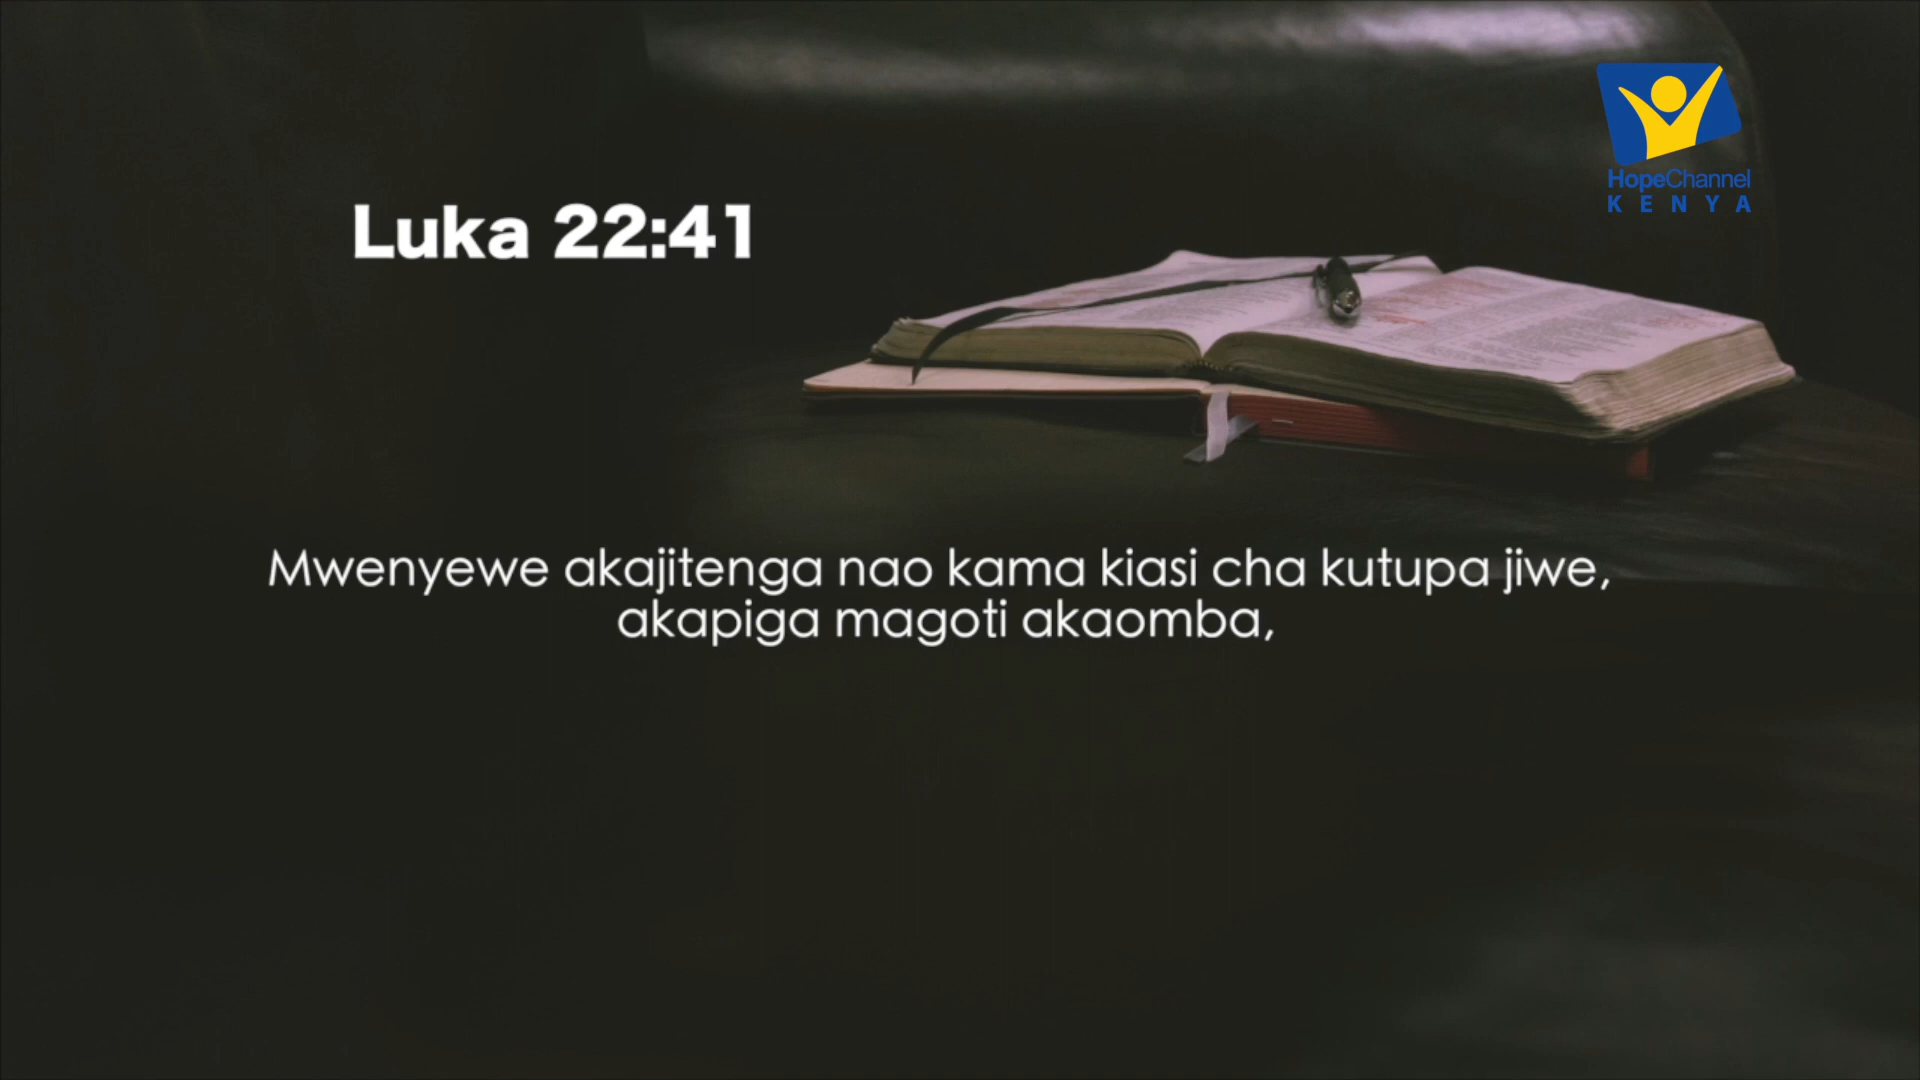 HopeChannel
KENYA
Luka 22:41
Mwenyewe akajitenga nao kama kiasi cha kutupa jiwe,
akapiga magoti akaomba,